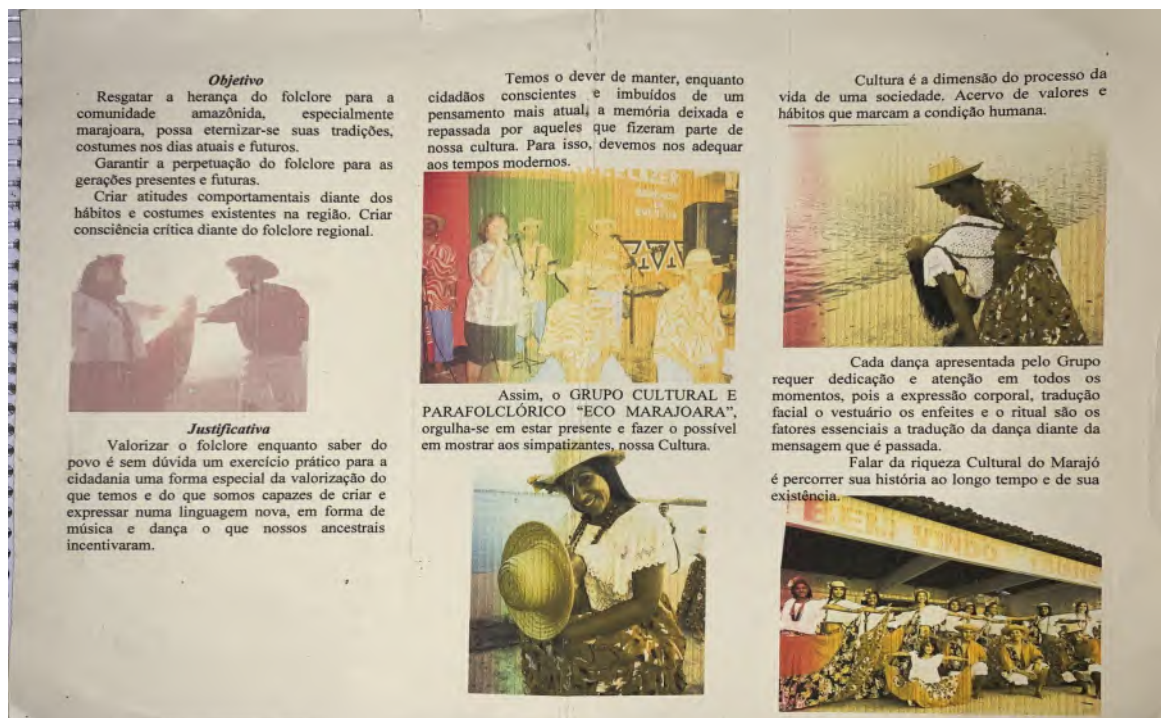 Objetivo
Resgatar a herança do folclore para a
comunidade amazônida, especialmente
marajoara, possa eternizar-se suas tradições,
costumes nos dias atuais e futuros.
Garantir a perpetuação do folclore para as
gerações presentes e futuras.
Criar atitudes comportamentais diante dos
hábitos e costumes existentes na região. Criar
consciência crítica diante do folclore regional.
Justificativa
Valorizar o folclore enquanto saber do
povo é sem dúvida um exercício prático para a
cidadania uma forma especial da valorização do
que temos e do que somos capazes de criar e
expressar numa linguagem nova, em forma de
música e dança o que nossos ancestrais
incentivaram.
Temos o dever de manter, enquanto
cidadãos conscientes e imbuídos de um
pensamento mais atual, a memória deixada e
repassada por aqueles que fizeram parte de
nossa cultura. Para isso, devemos nos adequar
aos tempos modernos.
LAZER
Assim, o GRUPO CULTURAL E
PARAFOLCLÓRICO “ECO MARAJOARA”,
orgulha-se em estar presente e fazer o possível
em mostrar aos simpatizantes, nossa Cultura.
Cultura é a dimensão do processo da
vida de uma sociedade. Acervo de valores e
hábitos que marcam a condição humana.
Cada dança apresentada pelo Grupo
requer dedicação e atenção em todos os
momentos, pois a expressão corporal, tradução
facial o vestuário os enfeites e o ritual são os
fatores essenciais a tradução da dança diante da
mensagem que é passada.
Falar da riqueza Cultural do Marajó
é percorrer sua história ao longo tempo e de sua
existência.
VINDO